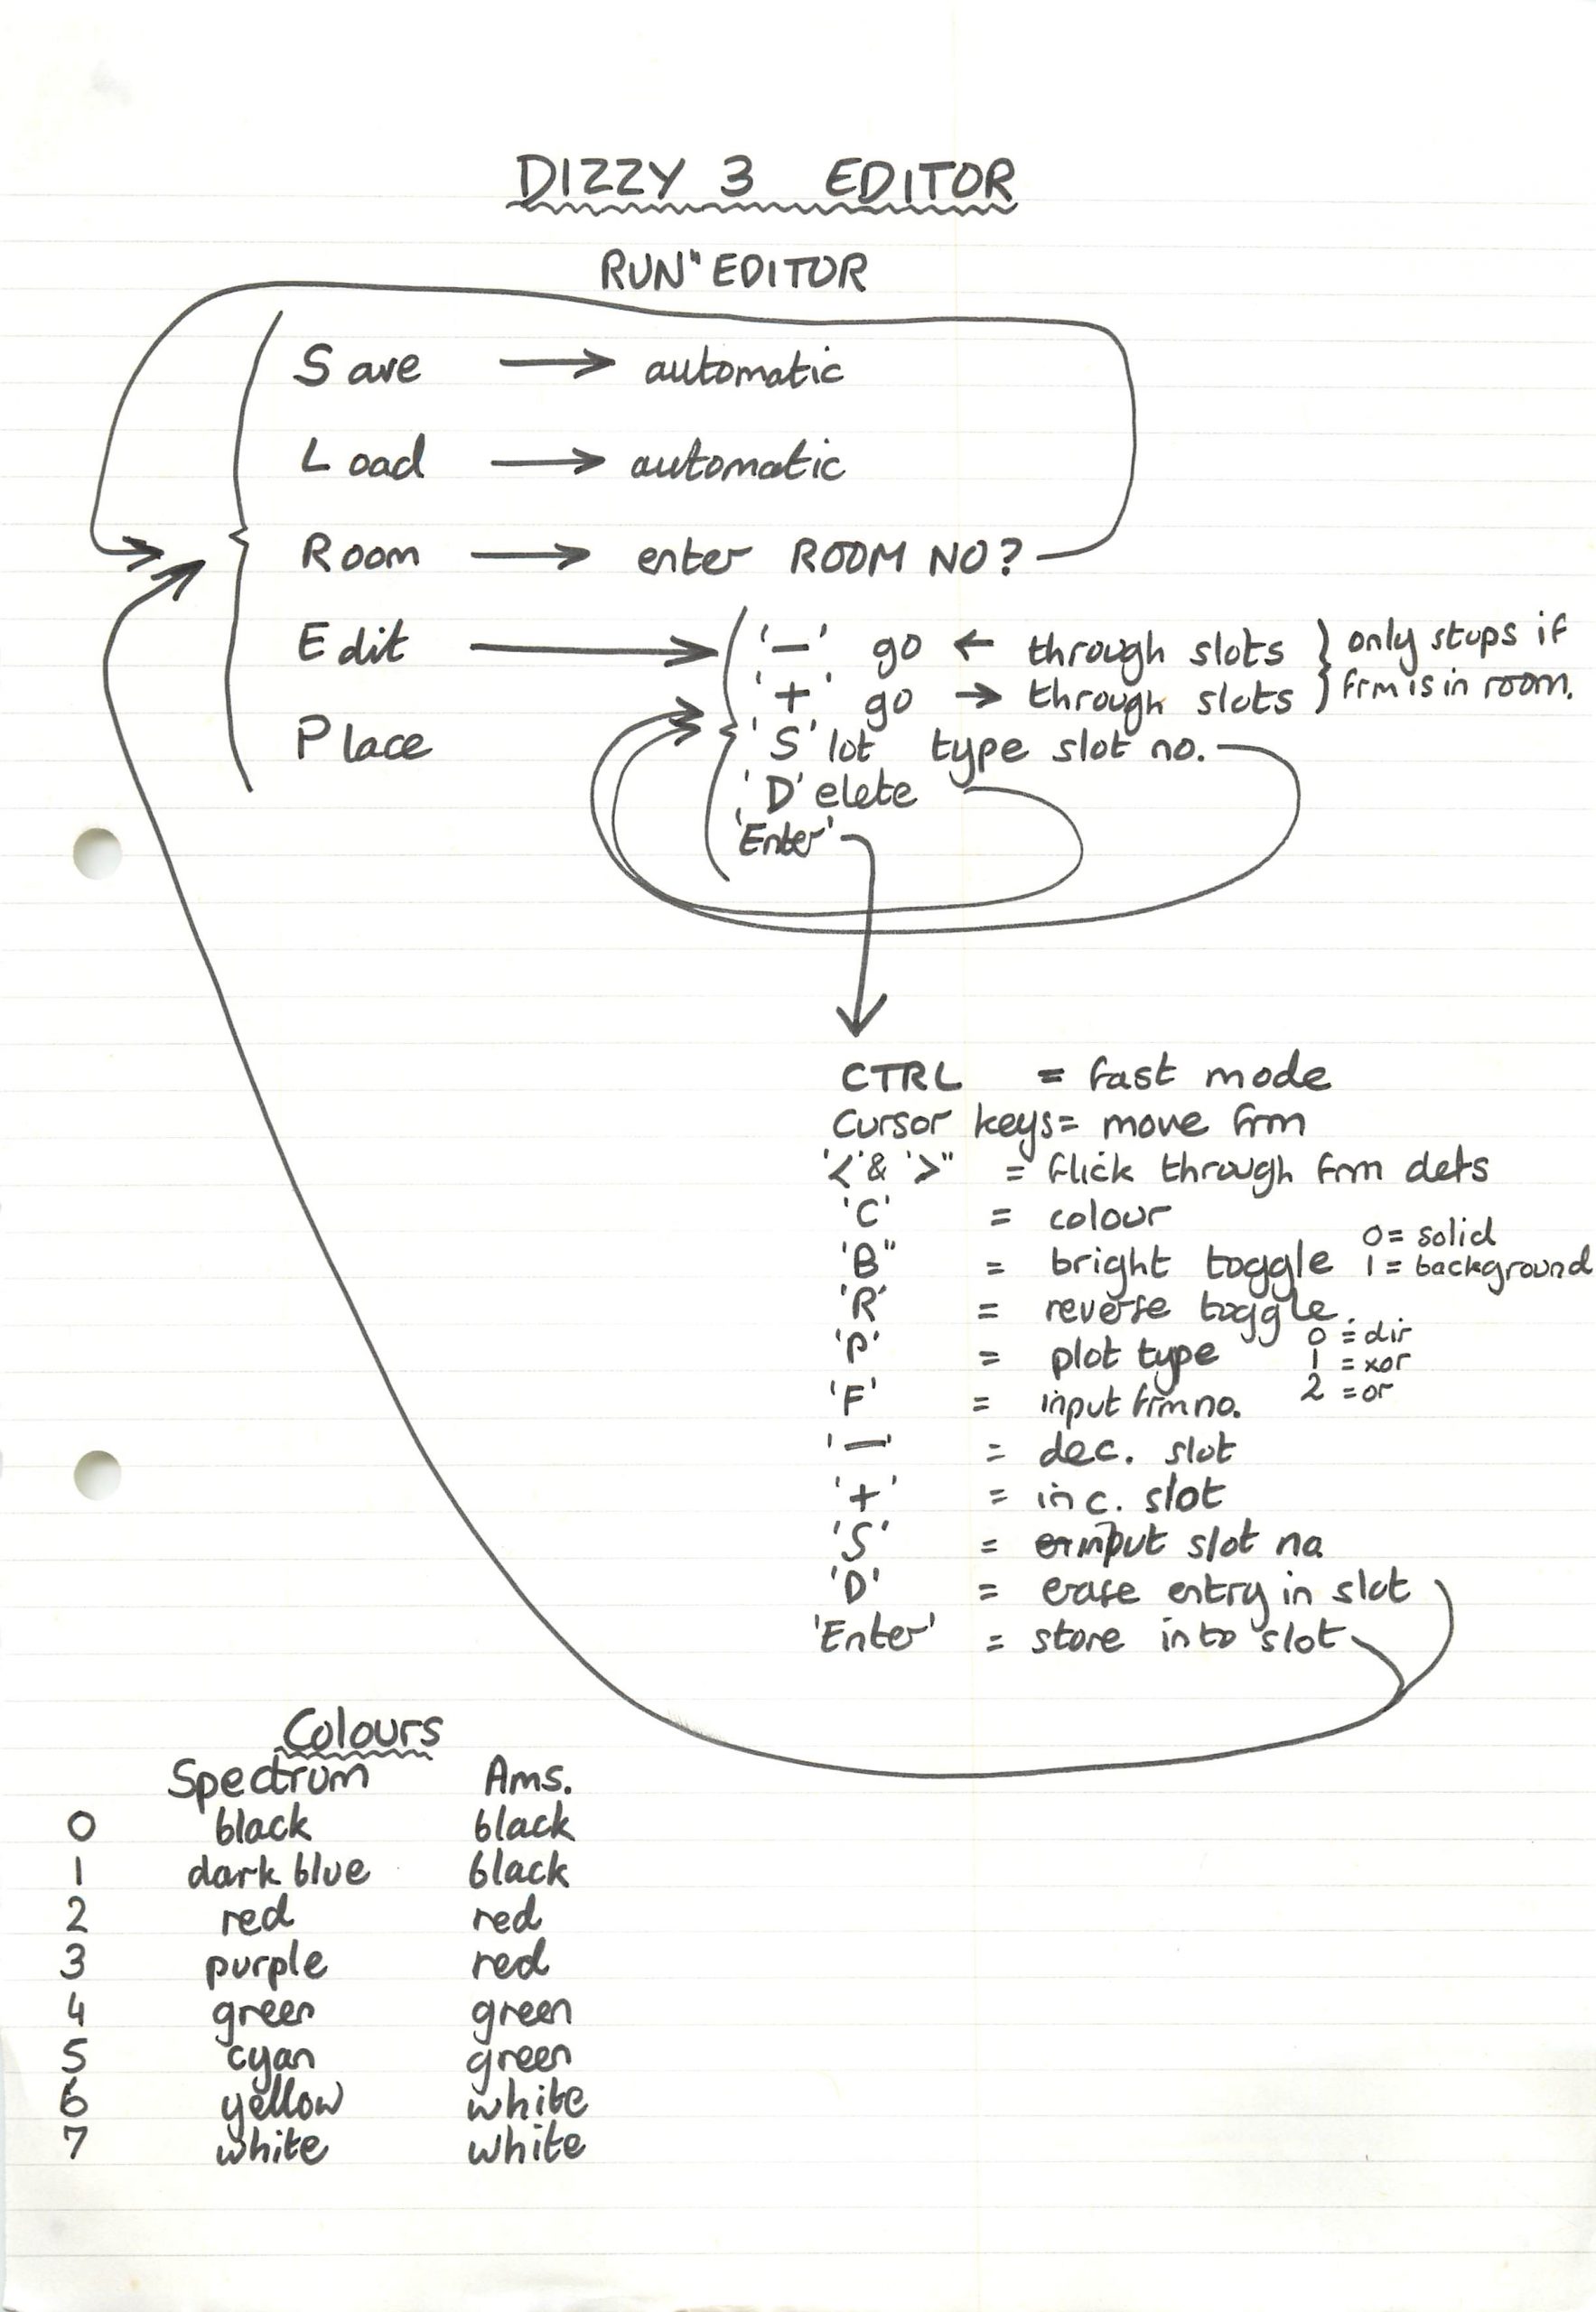 DIZZY 3 EDITOR
RUN"EDITOR
Save → automatic
Load → automatic
Room → enter ROOM NO?
Edit → '-' go ← through slots } only stops if
'+' go → through slots } frm is in room.
Place
'S'lot type slot no.
'D'elete
'Enter'
CTRL = fast mode
Cursor keys = move frm
'<' & '>" = flick through frm dets
'C' = colour
'B" = bright toggle 0 = solid
1 = background
'R' = reverse toggle.
'P' = plot type 0 = dir
1 = xor
2 = or
'F' = input frm no.
'-' = dec. slot
'+' = inc. slot
'S' = input slot no
'D' = erase entry in slot
'Enter' = store into slot
Colours
Spectrum Ams.
0 black black
1 dark blue black
2 red red
3 purple red
4 green green
5 cyan green
6 yellow white
7 white white